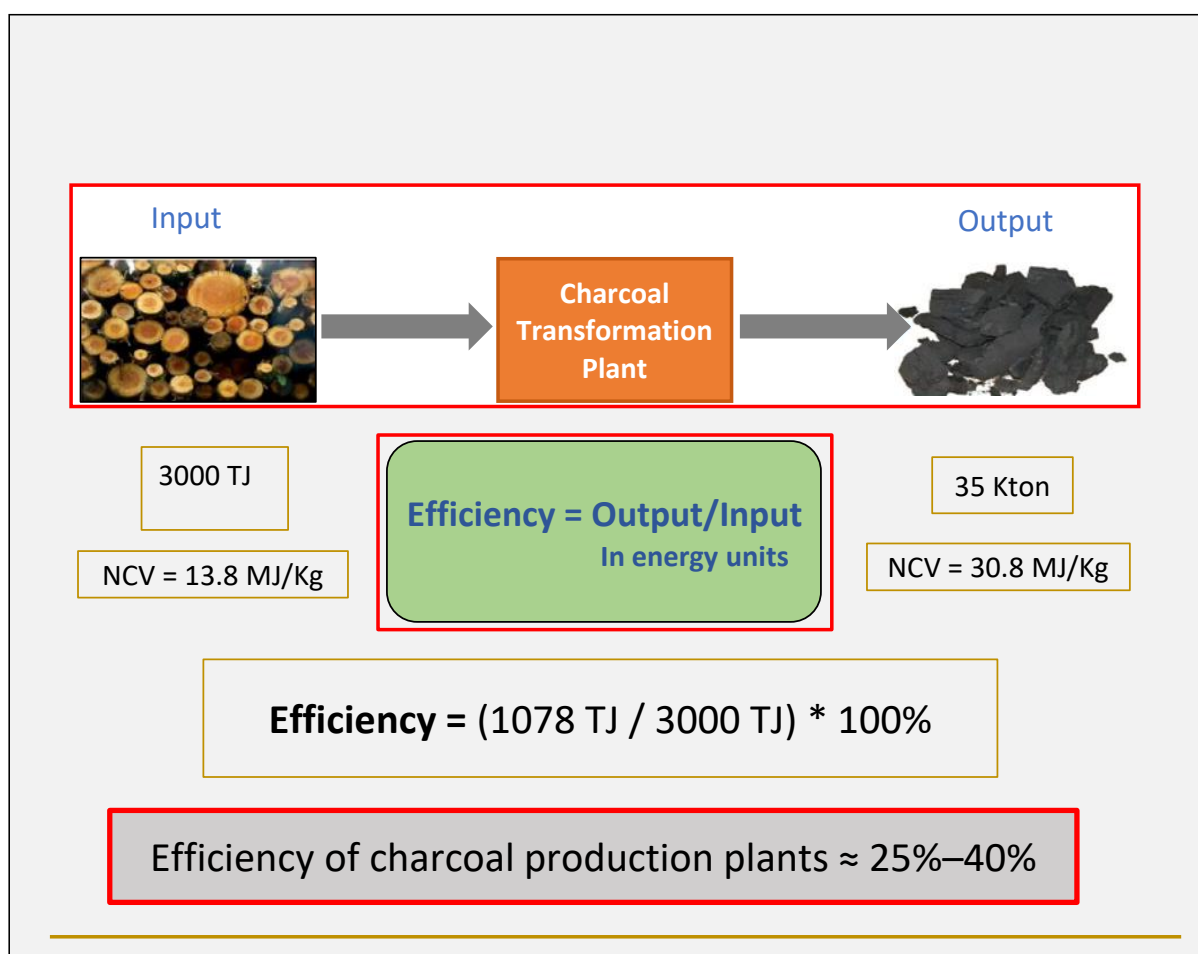 Input
Output
Charcoal
Transformation
Plant
3000 TJ
35 Kton
Efficiency = Output/Input
In energy units
NCV = 13.8 MJ/Kg
NCV = 30.8 MJ/Kg
Efficiency = (1078 TJ / 3000 TJ) * 100%
Efficiency of charcoal production plants ≈ 25%–40%